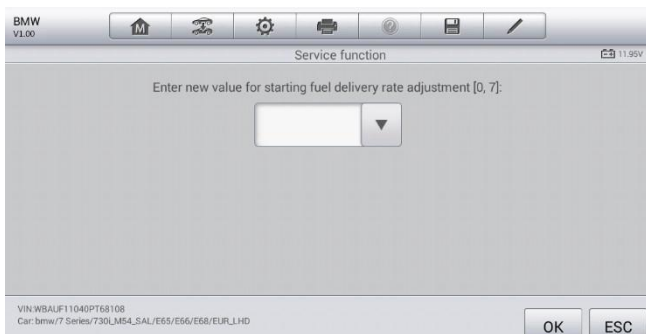 BMW
V1.00
M
Service function
11.95V
Enter new value for starting fuel delivery rate adjustment [0, 7]:
VIN:WBAUF11040PT68108
Car: bmw/7 Series/730i_M54_SAL/E65/E66/E68/EUR_LHD
OK
ESC